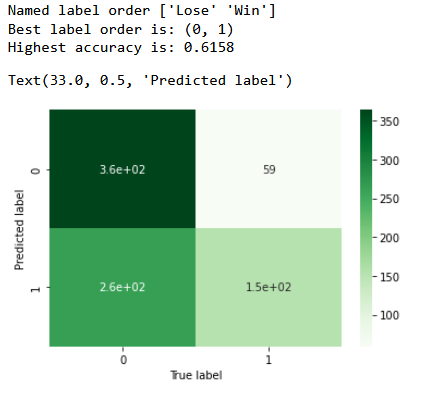 Named label order ['Lose' 'Win']
Best label order is: (0, 1)
Highest accuracy is: 0.6158
Text(33.0, 0.5, 'Predicted label')
350
300
250
200
150
100
3.6e+02 59
2.6e+02 1.5e+02
0
1
Predicted label
0 1
True label